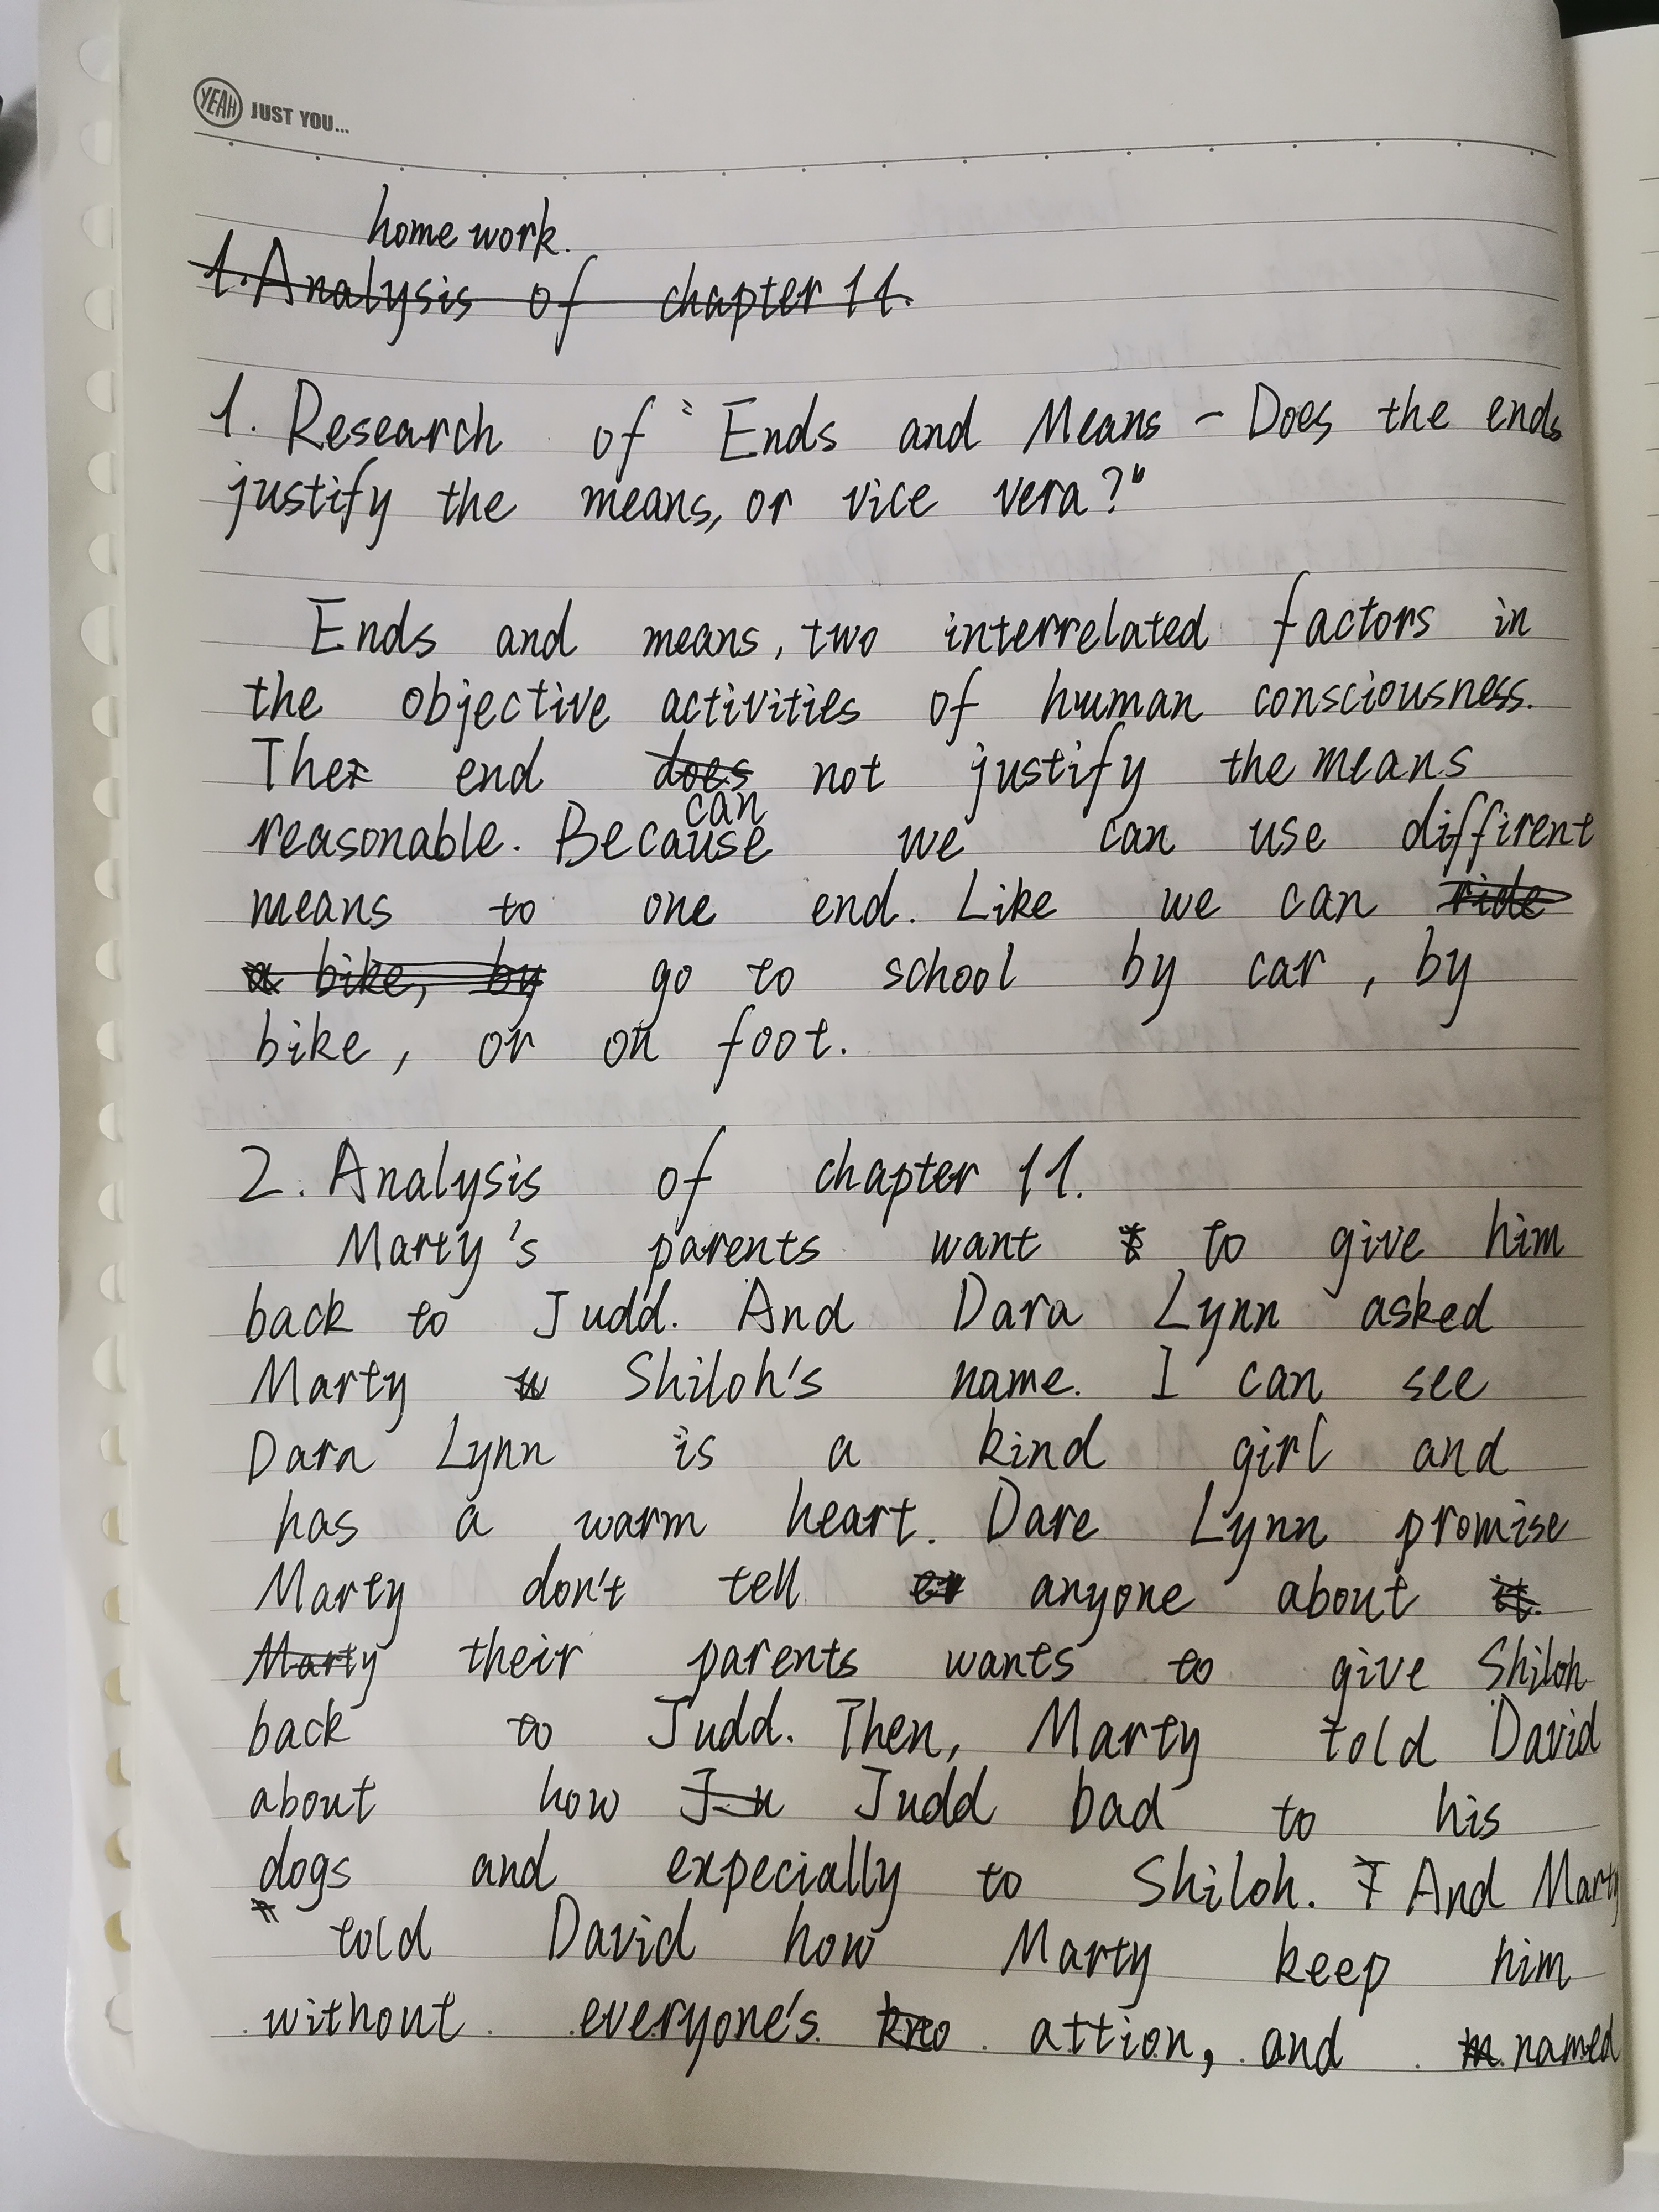 YEAH JUST YOU...
home work.
1. Analysis of chapter 11.
1. Research of "Ends and Means - Does the ends
justify the means, or vice vera?"
Ends and means, two interrelated factors in
the objective activities of human consciousness.
The end does not justify the means
can
reasonable. Because we can use diffirent
means to one end. Like we can ride
a bike, by go to school by car, by
bike, or on foot.
2. Analysis of chapter 11.
Marty's parents want to give him
back to Judd. And Dara Lynn asked
Marty Shiloh's name. I can see
Dara Lynn is a kind girl and
has a warm heart. Dare Lynn promise
Marty don't tell anyone about it.
Marty their parents wants to give Shiloh
back to Judd. Then, Marty told David
about how Ju Judd bad to his
dogs and expecially to Shiloh. And Marty
told David how Marty keep him
without everyone's kno attion, and named